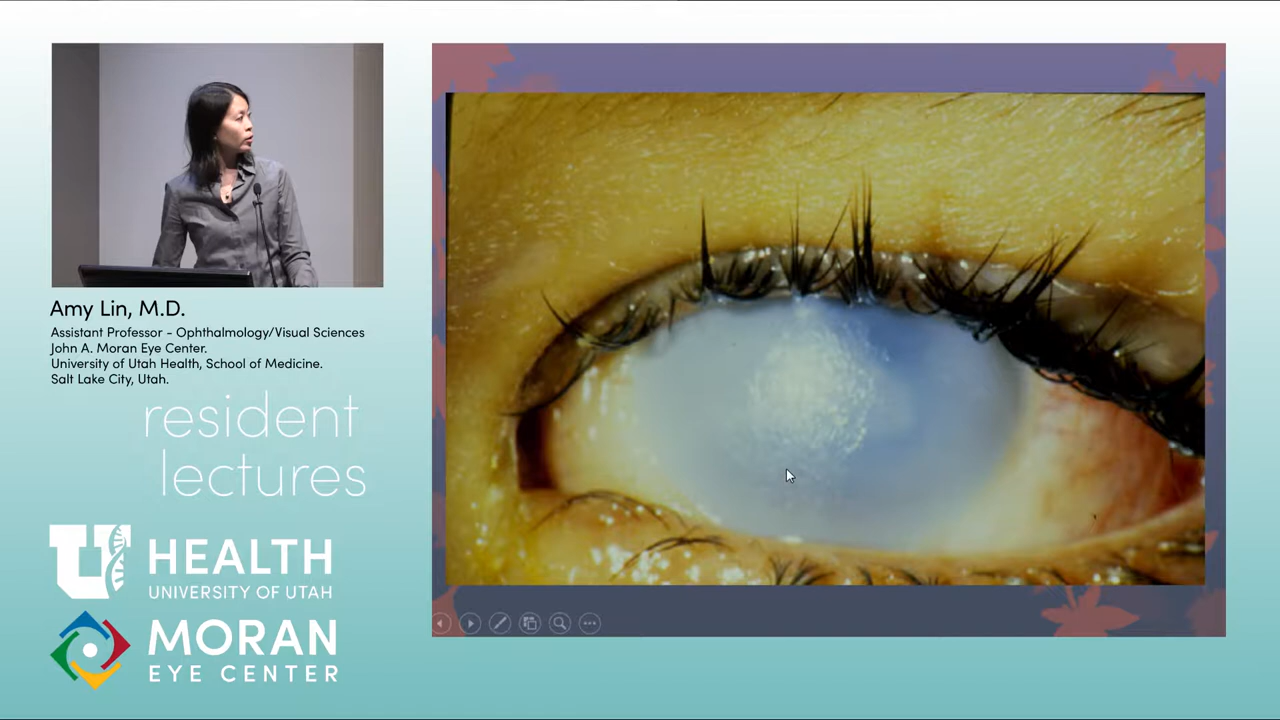 Amy Lin, M.D.
Assistant Professor - Ophthalmology/Visual Sciences
John A. Moran Eye Center.
University of Utah Health, School of Medicine.
Salt Lake City, Utah.
resident
lectures
U HEALTH
UNIVERSITY OF UTAH
MORAN
EYE CENTER